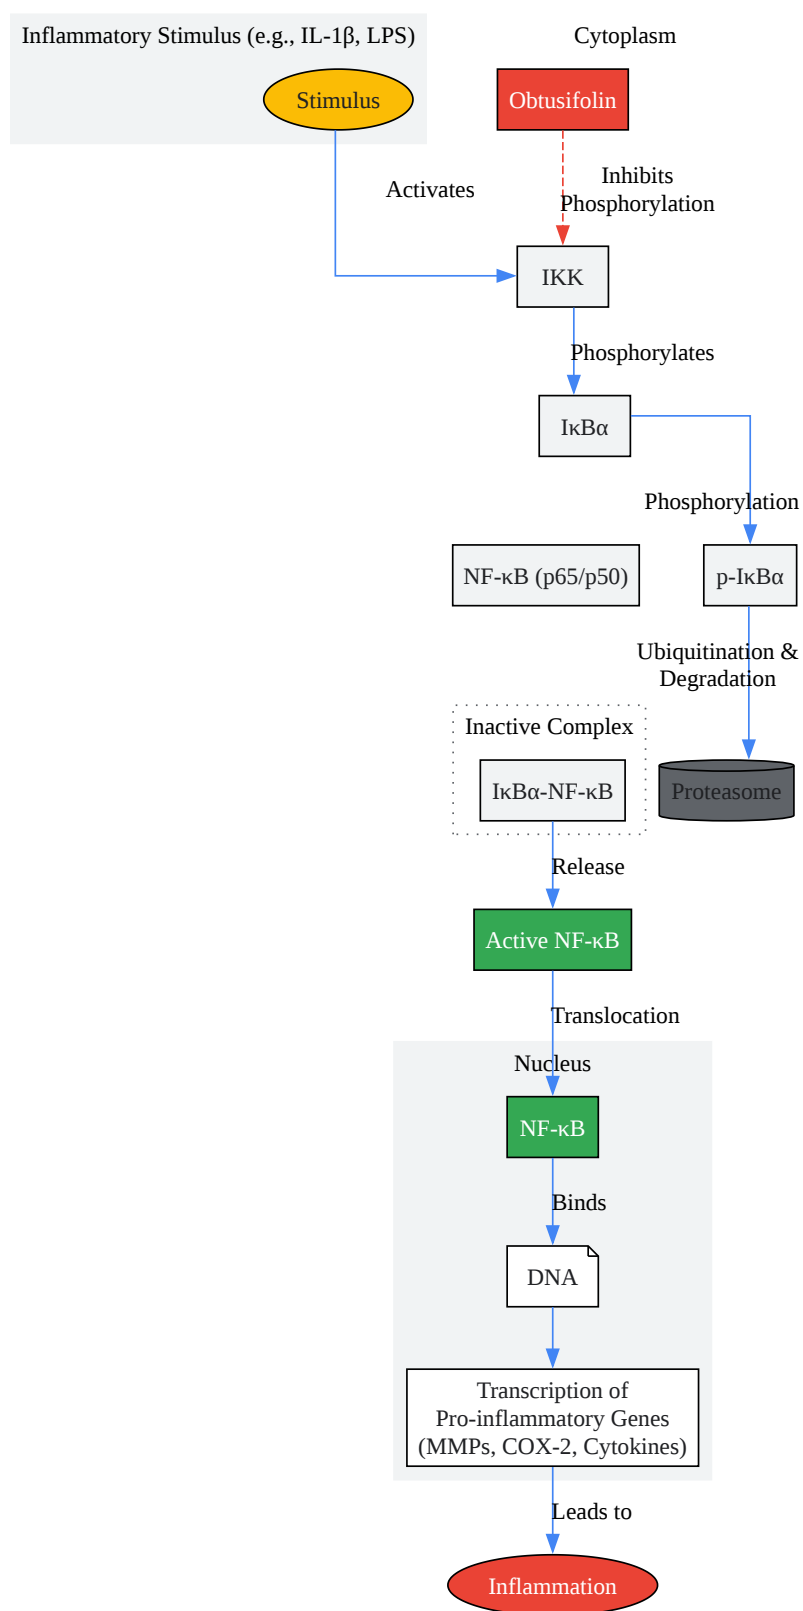 Inflammatory Stimulus (e.g., IL-1β, LPS)
Cytoplasm
Stimulus
Obtusifolin
Activates
Inhibits
Phosphorylation
IKK
Phosphorylates
IκBα
Phosphorylation
NF-κB (p65/p50)
p-IκBα
Ubiquitination &
Degradation
Inactive Complex
IκBα-NF-κB
Proteasome
Release
Active NF-κB
Translocation
Nucleus
NF-κB
Binds
DNA
Transcription of
Pro-inflammatory Genes
(MMPs, COX-2, Cytokines)
Leads to
Inflammation